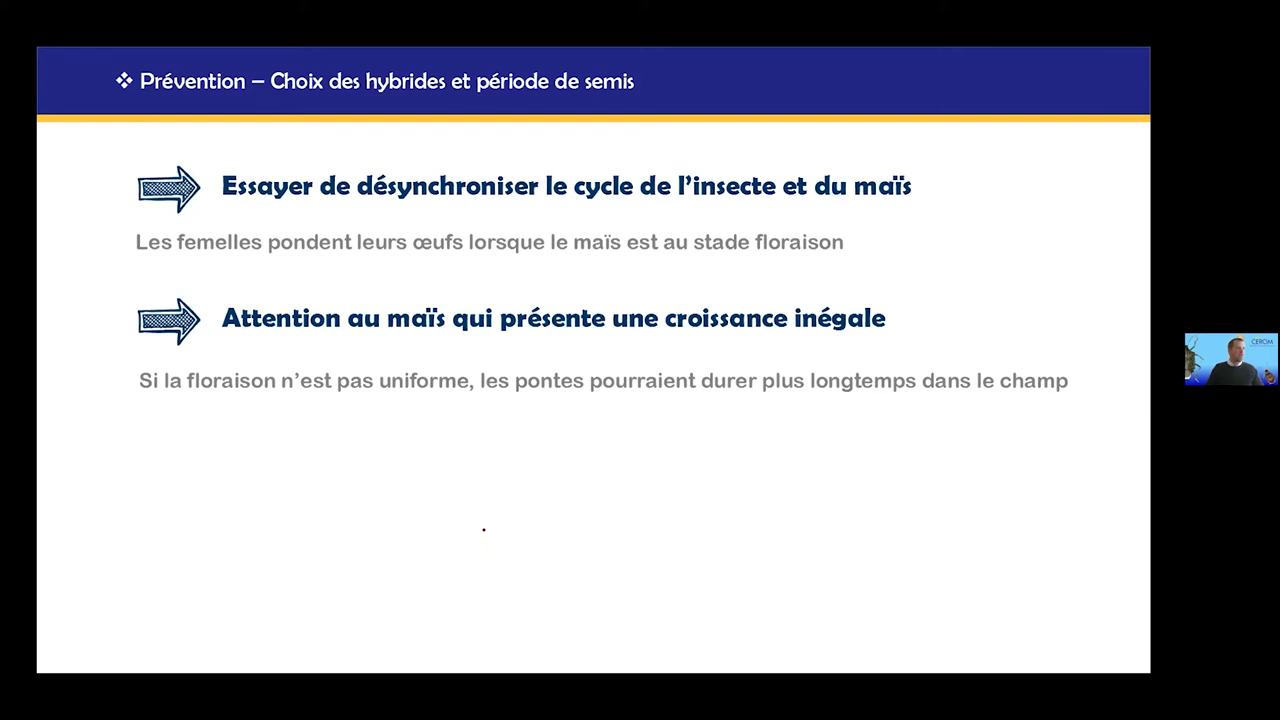 ❖ Prévention – Choix des hybrides et période de semis
Essayer de désynchroniser le cycle de l’insecte et du maïs
Les femelles pondent leurs œufs lorsque le maïs est au stade floraison
Attention au maïs qui présente une croissance inégale
Si la floraison n’est pas uniforme, les pontes pourraient durer plus longtemps dans le champ
CEROM